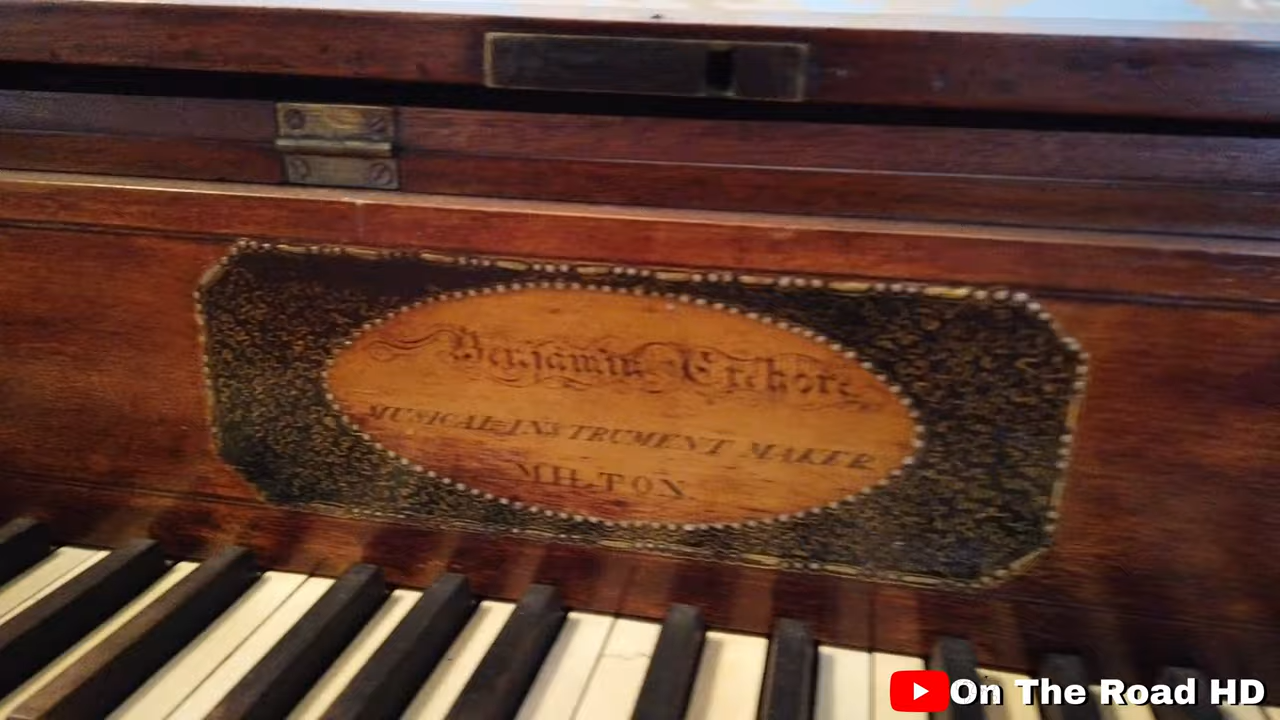 Benjamin Crehore
MUSICAL-INSTRUMENT MAKER
MILTON
On The Road HD